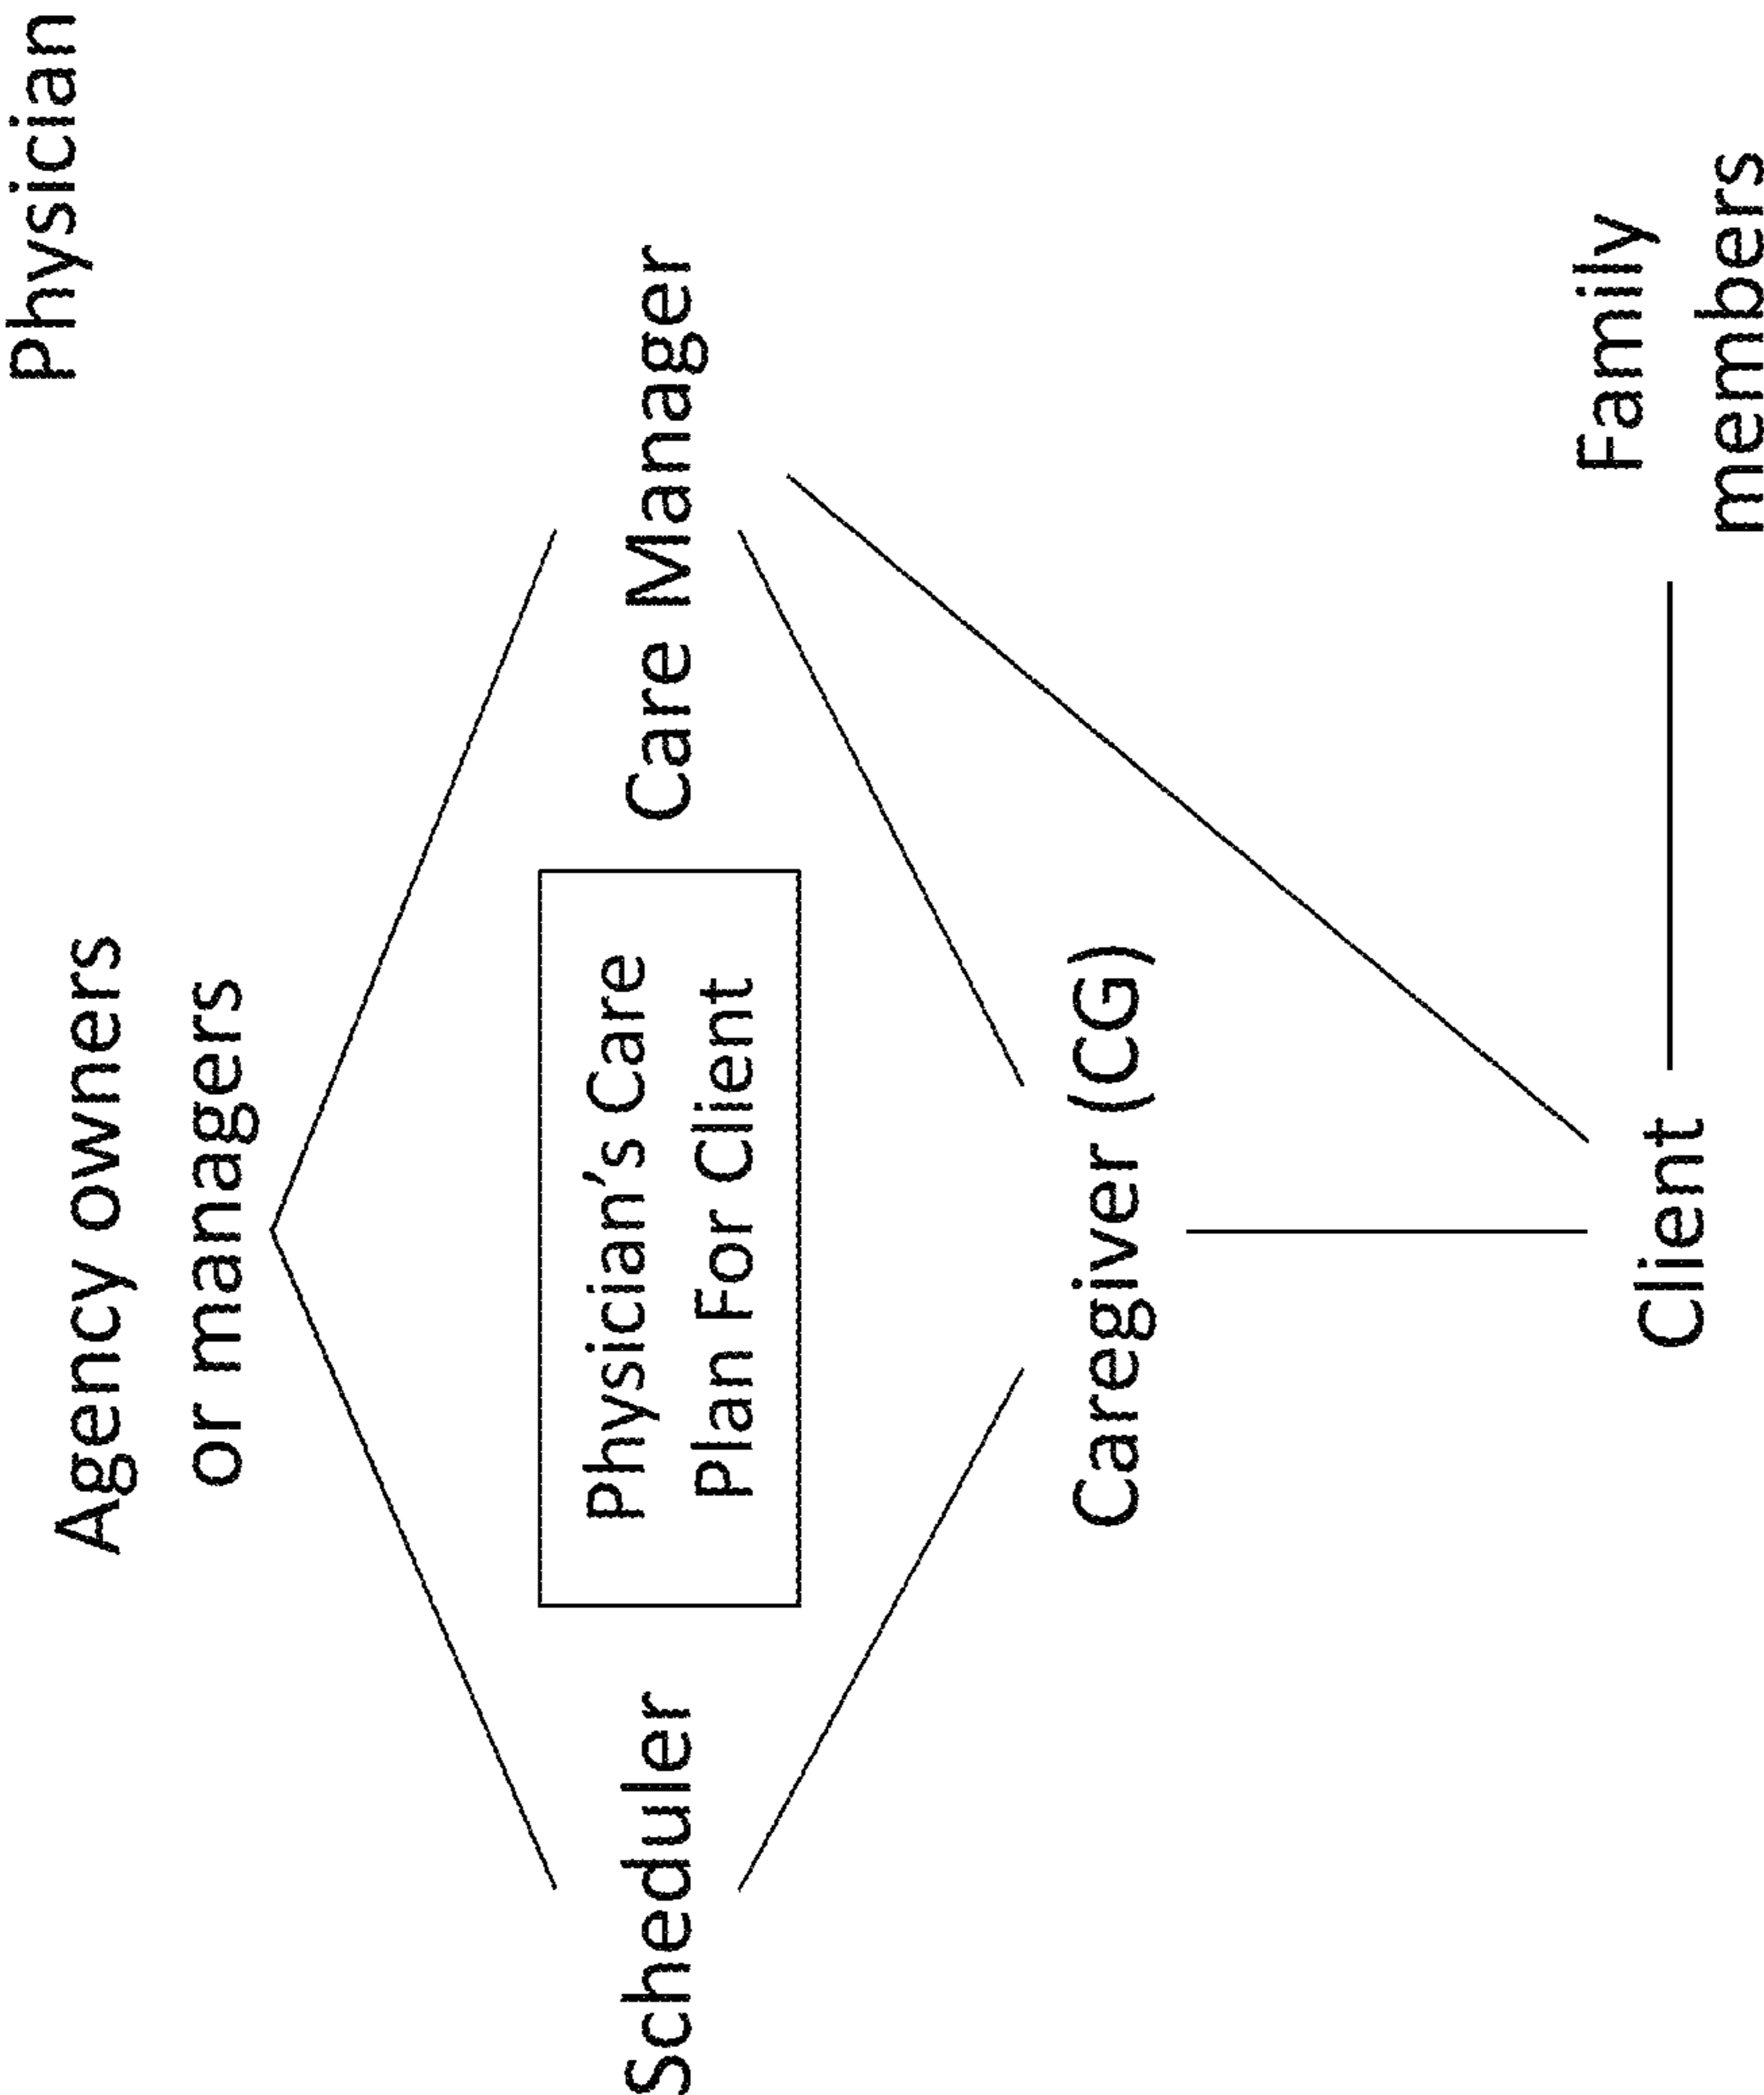 Physician
Agency owners
or managers
Scheduler
Physician's Care
Plan For Client
Care Manager
Caregiver (CG)
Client
Family
members